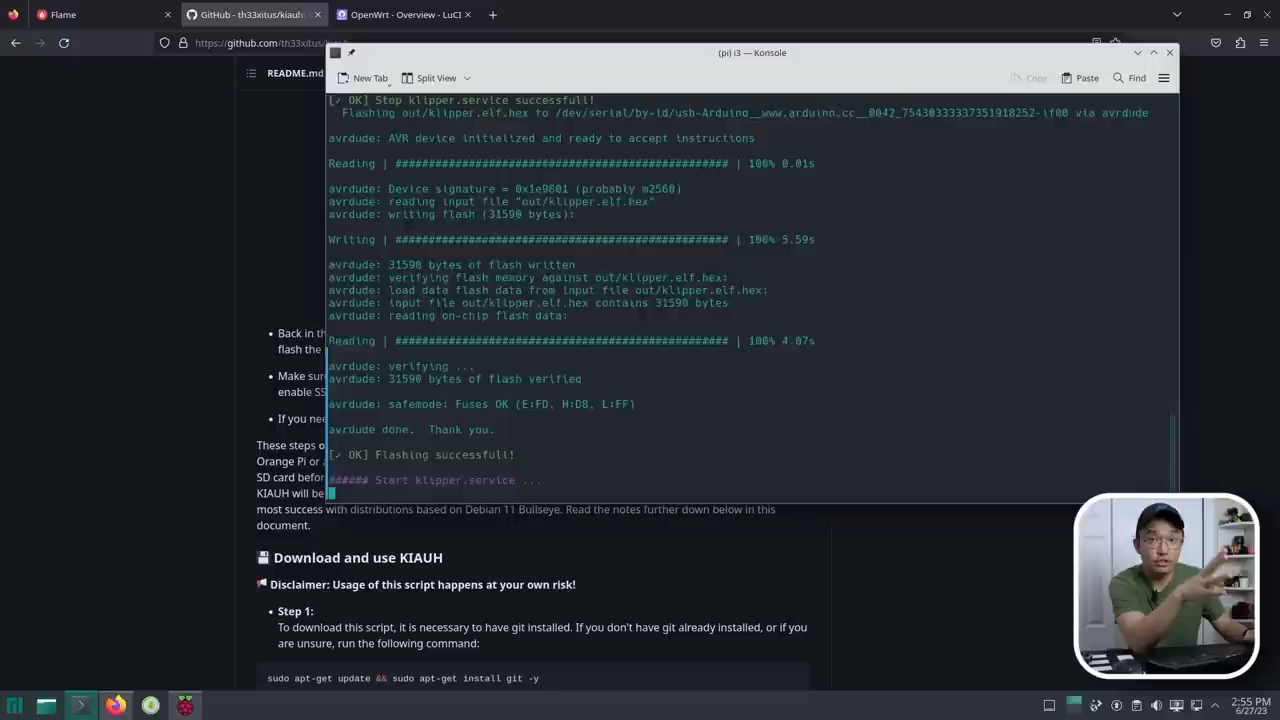 Flame
GitHub - th33xitus/kiauh
OpenWrt - Overview - LuCI
https://github.com/th33xitus/
README.md
(pi) i3 — Konsole
New Tab
Split View
Copy
Paste
Find
[✓ OK] Stop klipper.service successfull!
Flashing out/klipper.elf.hex to /dev/serial/by-id/usb-Arduino__www.arduino.cc__0042_75430333337351918252-if00 via avrdude
avrdude: AVR device initialized and ready to accept instructions
Reading | ################################################## | 100% 0.01s
avrdude: Device signature = 0x1e9801 (probably m2560)
avrdude: reading input file "out/klipper.elf.hex"
avrdude: writing flash (31590 bytes):
Writing | ################################################## | 100% 5.59s
avrdude: 31590 bytes of flash written
avrdude: verifying flash memory against out/klipper.elf.hex:
avrdude: load data flash data from input file out/klipper.elf.hex:
avrdude: input file out/klipper.elf.hex contains 31590 bytes
avrdude: reading on-chip flash data:
Reading | ################################################## | 100% 4.07s
avrdude: verifying ...
avrdude: 31590 bytes of flash verified
avrdude: safemode: Fuses OK (E:FD, H:D8, L:FF)
avrdude done.  Thank you.
[✓ OK] Flashing successfull!
###### Start klipper.service ...
• Back in th
flash the
• Make sur
enable SS
• If you nee
These steps o
Orange Pi or a
SD card befor
KIAUH will be
most success with distributions based on Debian 11 Bullseye. Read the notes further down below in this
document.
💾 Download and use KIAUH
📢 Disclaimer: Usage of this script happens at your own risk!
• Step 1:
To download this script, it is necessary to have git installed. If you don't have git already installed, or if you
are unsure, run the following command:
sudo apt-get update && sudo apt-get install git -y
2:55 PM
6/27/23